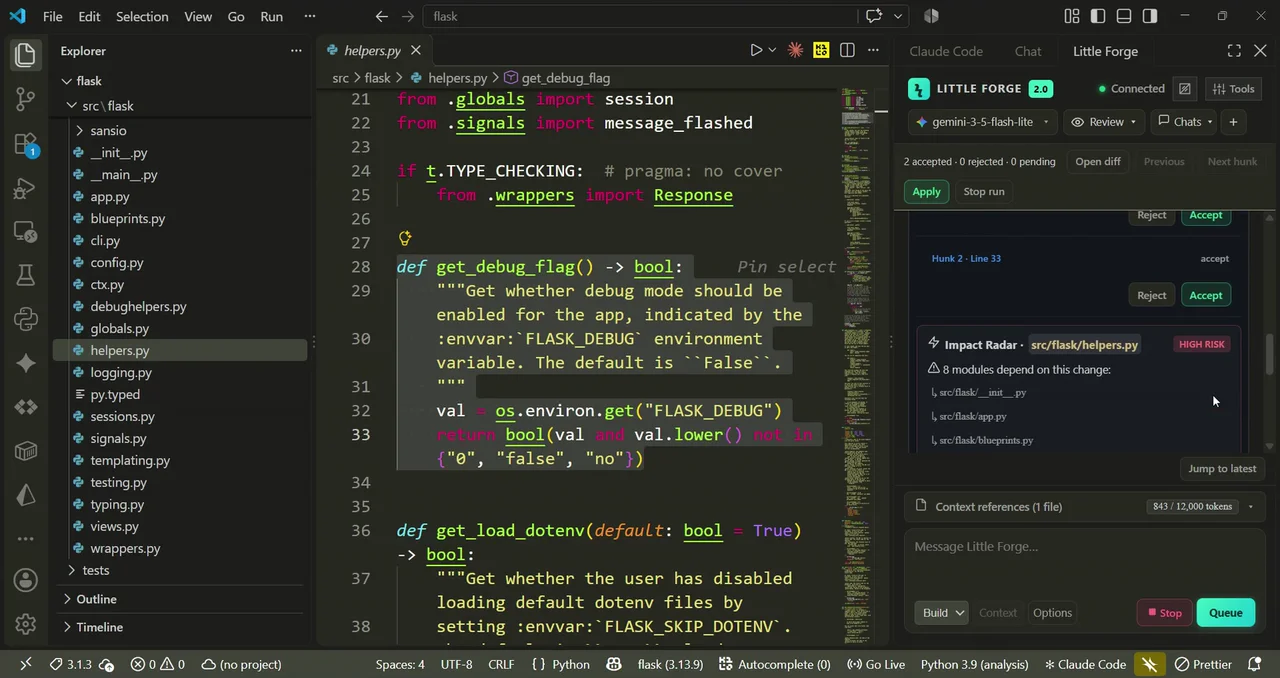 File Edit Selection View Go Run ···
flask
Explorer ···
flask
src\flask
sansio
__init__.py
__main__.py
app.py
blueprints.py
cli.py
config.py
ctx.py
debughelpers.py
globals.py
helpers.py
logging.py
py.typed
sessions.py
signals.py
templating.py
testing.py
typing.py
views.py
wrappers.py
tests
Outline
Timeline
1
helpers.py
src > flask > helpers.py > get_debug_flag
21 from .globals import session
22 from .signals import message_flashed
23
24 if t.TYPE_CHECKING:  # pragma: no cover
25 from .wrappers import Response
26
27
28 def get_debug_flag() -> bool: Pin select
29 """Get whether debug mode should be
enabled for the app, indicated by the
30 :envvar:`FLASK_DEBUG` environment
variable. The default is ``False``.
31 """
32 val = os.environ.get("FLASK_DEBUG")
33 return bool(val and val.lower() not in
{"0", "false", "no"})
34
35
36 def get_load_dotenv(default: bool = True)
-> bool:
37 """Get whether the user has disabled
loading default dotenv files by
38 setting :envvar:`FLASK_SKIP_DOTENV`.
Claude Code Chat Little Forge
LITTLE FORGE 2.0 Connected Tools
gemini-3-5-flash-lite Review Chats +
2 accepted · 0 rejected · 0 pending Open diff Previous Next hunk
Apply Stop run
Reject Accept
Hunk 2 · Line 33 accept
Reject Accept
Impact Radar · src/flask/helpers.py HIGH RISK
8 modules depend on this change:
↳ src/flask/__init__.py
↳ src/flask/app.py
↳ src/flask/blueprints.py
Jump to latest
Context references (1 file) 843 / 12,000 tokens
Message Little Forge...
Build Context Options Stop Queue
3.1.3 0 0 (no project) Spaces: 4 UTF-8 CRLF { } Python flask (3.13.9) Autocomplete (0) Go Live Python 3.9 (analysis) Claude Code Prettier